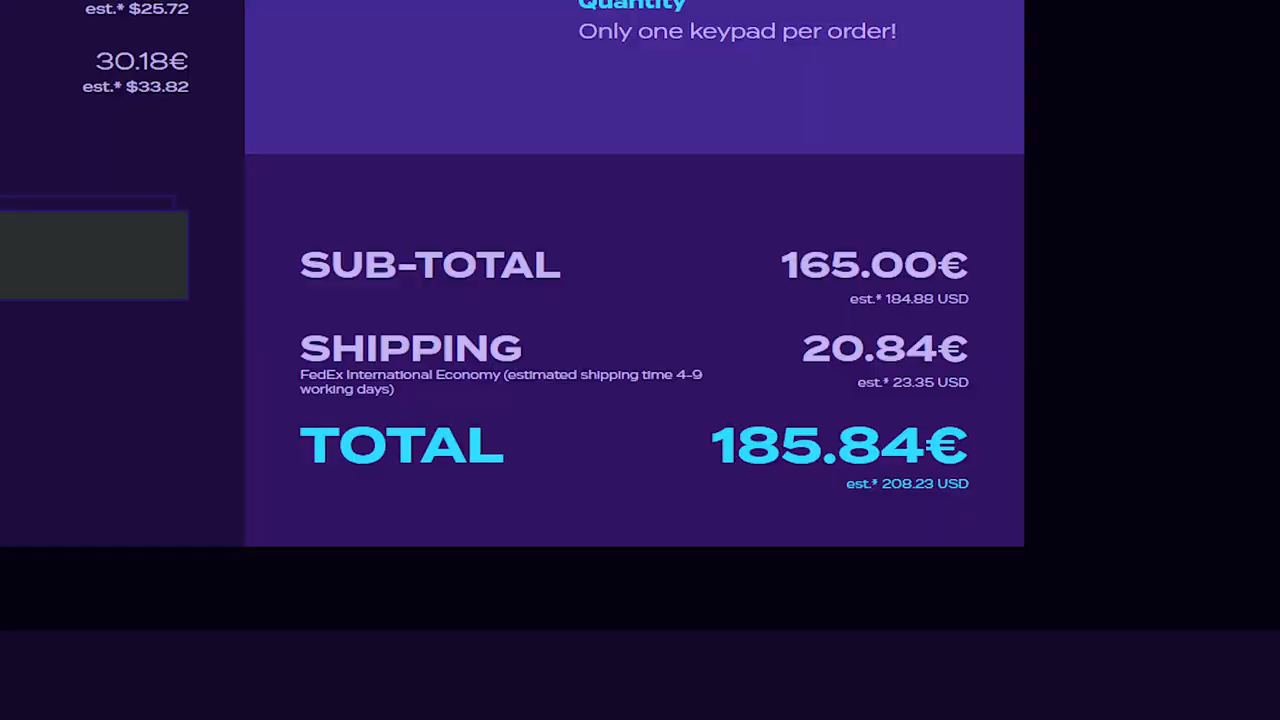 est.* $25.72
30.18€
est.* $33.82
Quantity
Only one keypad per order!
SUB-TOTAL 165.00€
est.* 184.88 USD
SHIPPING 20.84€
FedEx International Economy (estimated shipping time 4-9
working days)
est.* 23.35 USD
TOTAL 185.84€
est.* 208.23 USD